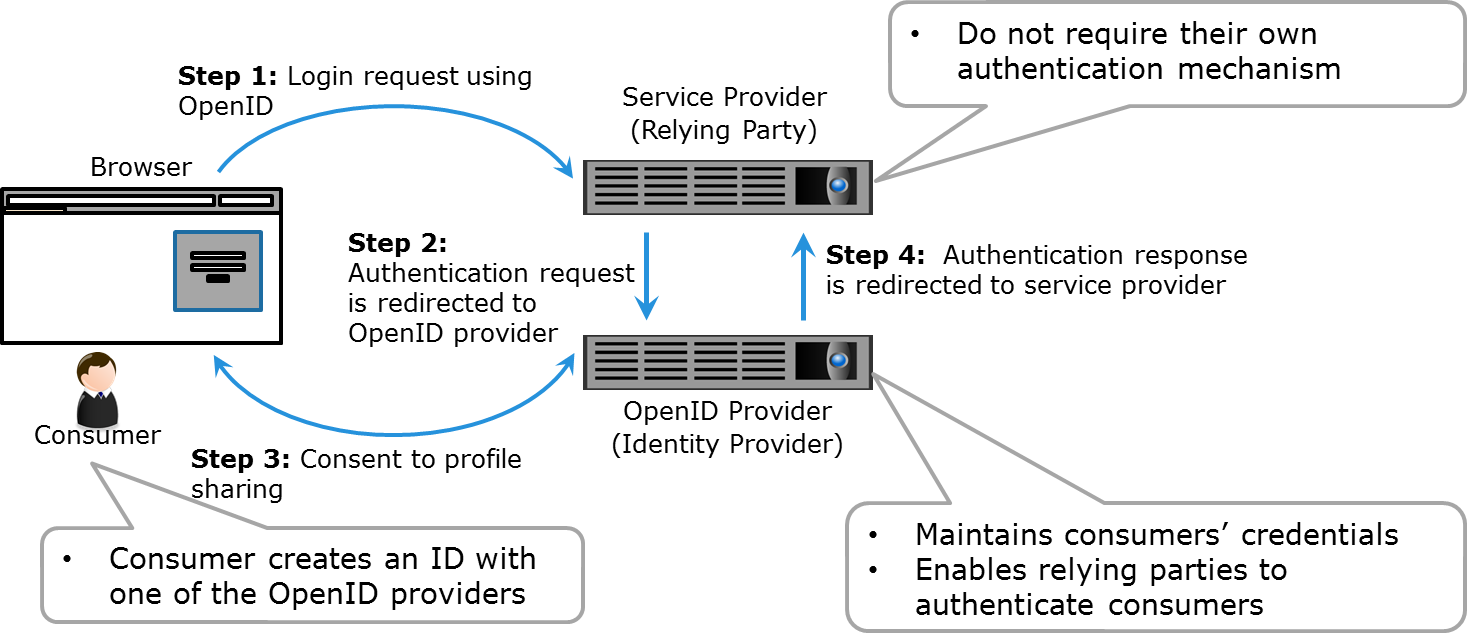 • Do not require their own
authentication mechanism
Step 1: Login request using
OpenID
Service Provider
(Relying Party)
Browser
Step 2:
Authentication request
is redirected to
OpenID provider
Step 4:  Authentication response
is redirected to service provider
OpenID Provider
(Identity Provider)
Consumer
Step 3: Consent to profile
sharing
• Consumer creates an ID with
one of the OpenID providers
• Maintains consumers’ credentials
• Enables relying parties to
authenticate consumers